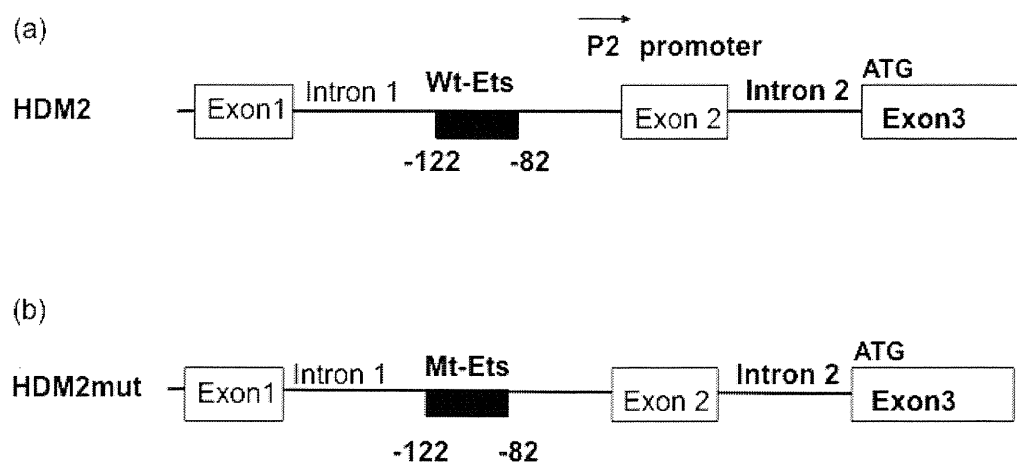 (a)
P2 promoter
HDM2
Exon1
Intron 1
Wt-Ets
Exon 2
Intron 2
ATG
Exon3
-122
-82
(b)
HDM2mut
Exon1
Intron 1
Mt-Ets
Exon 2
Intron 2
ATG
Exon3
-122
-82